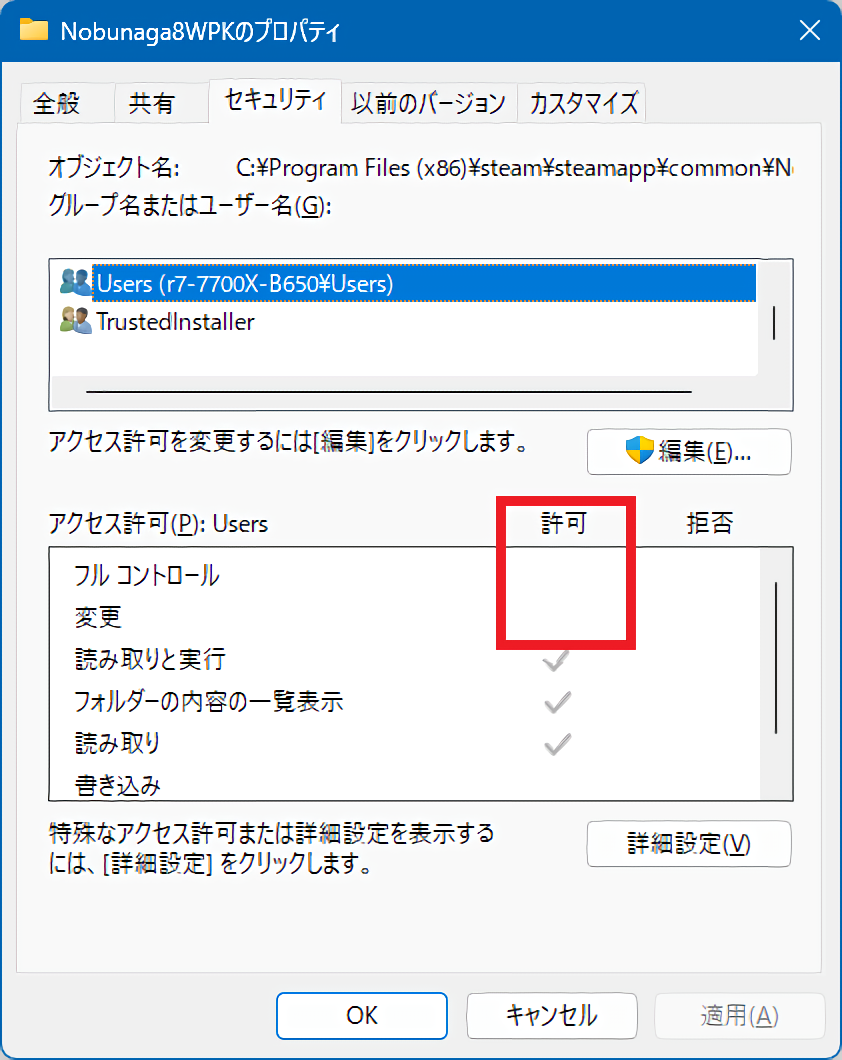 Nobunaga8WPKのプロパティ
全般 共有 セキュリティ 以前のバージョン カスタマイズ
オブジェクト名: C:¥Program Files (x86)¥steam¥steamapp¥common¥N
グループ名またはユーザー名(G):
Users (r7-7700X-B650¥Users)
TrustedInstaller
アクセス許可を変更するには[編集]をクリックします。
編集(E)...
アクセス許可(P): Users 許可 拒否
フル コントロール
変更
読み取りと実行
フォルダーの内容の一覧表示
読み取り
書き込み
特殊なアクセス許可または詳細設定を表示する
には、[詳細設定] をクリックします。
詳細設定(V)
OK キャンセル 適用(A)